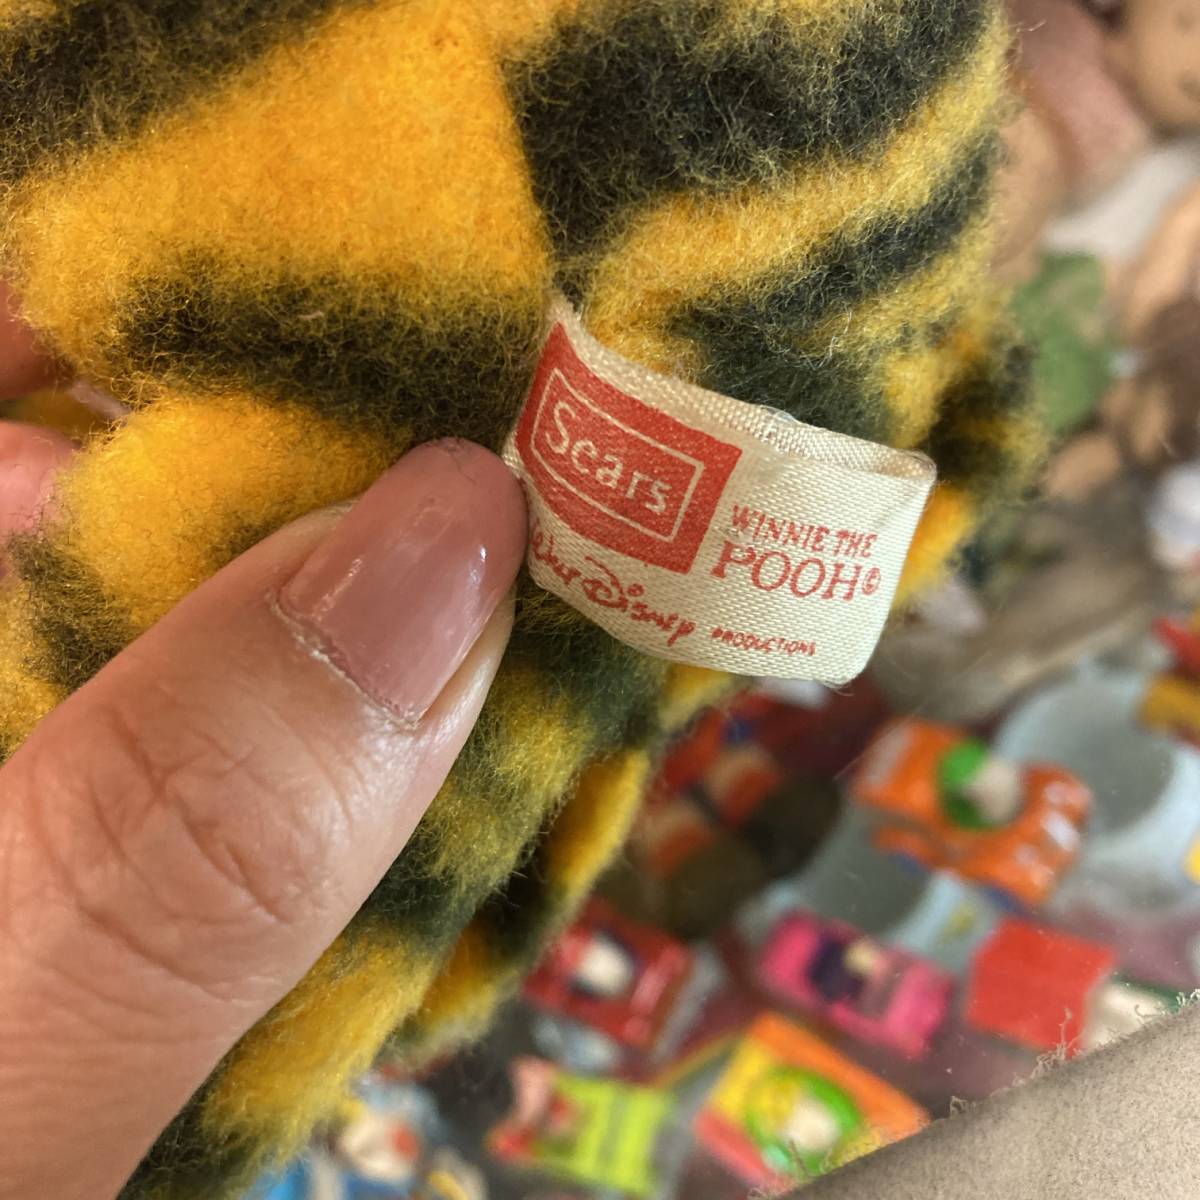 Sears
WINNIE THE
POOH©
Walt Disney PRODUCTIONS